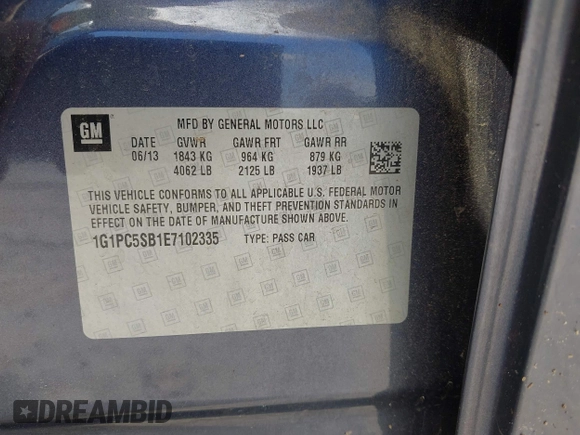 GM
MFD BY GENERAL MOTORS LLC
DATE GVWR GAWR FRT GAWR RR
06/13 1843 KG 964 KG 879 KG
4062 LB 2125 LB 1937 LB
THIS VEHICLE CONFORMS TO ALL APPLICABLE U.S. FEDERAL MOTOR
VEHICLE SAFETY, BUMPER, AND THEFT PREVENTION STANDARDS IN
EFFECT ON THE DATE OF MANUFACTURE SHOWN ABOVE.
1G1PC5SB1E7102335 TYPE: PASS CAR
DREAMBID